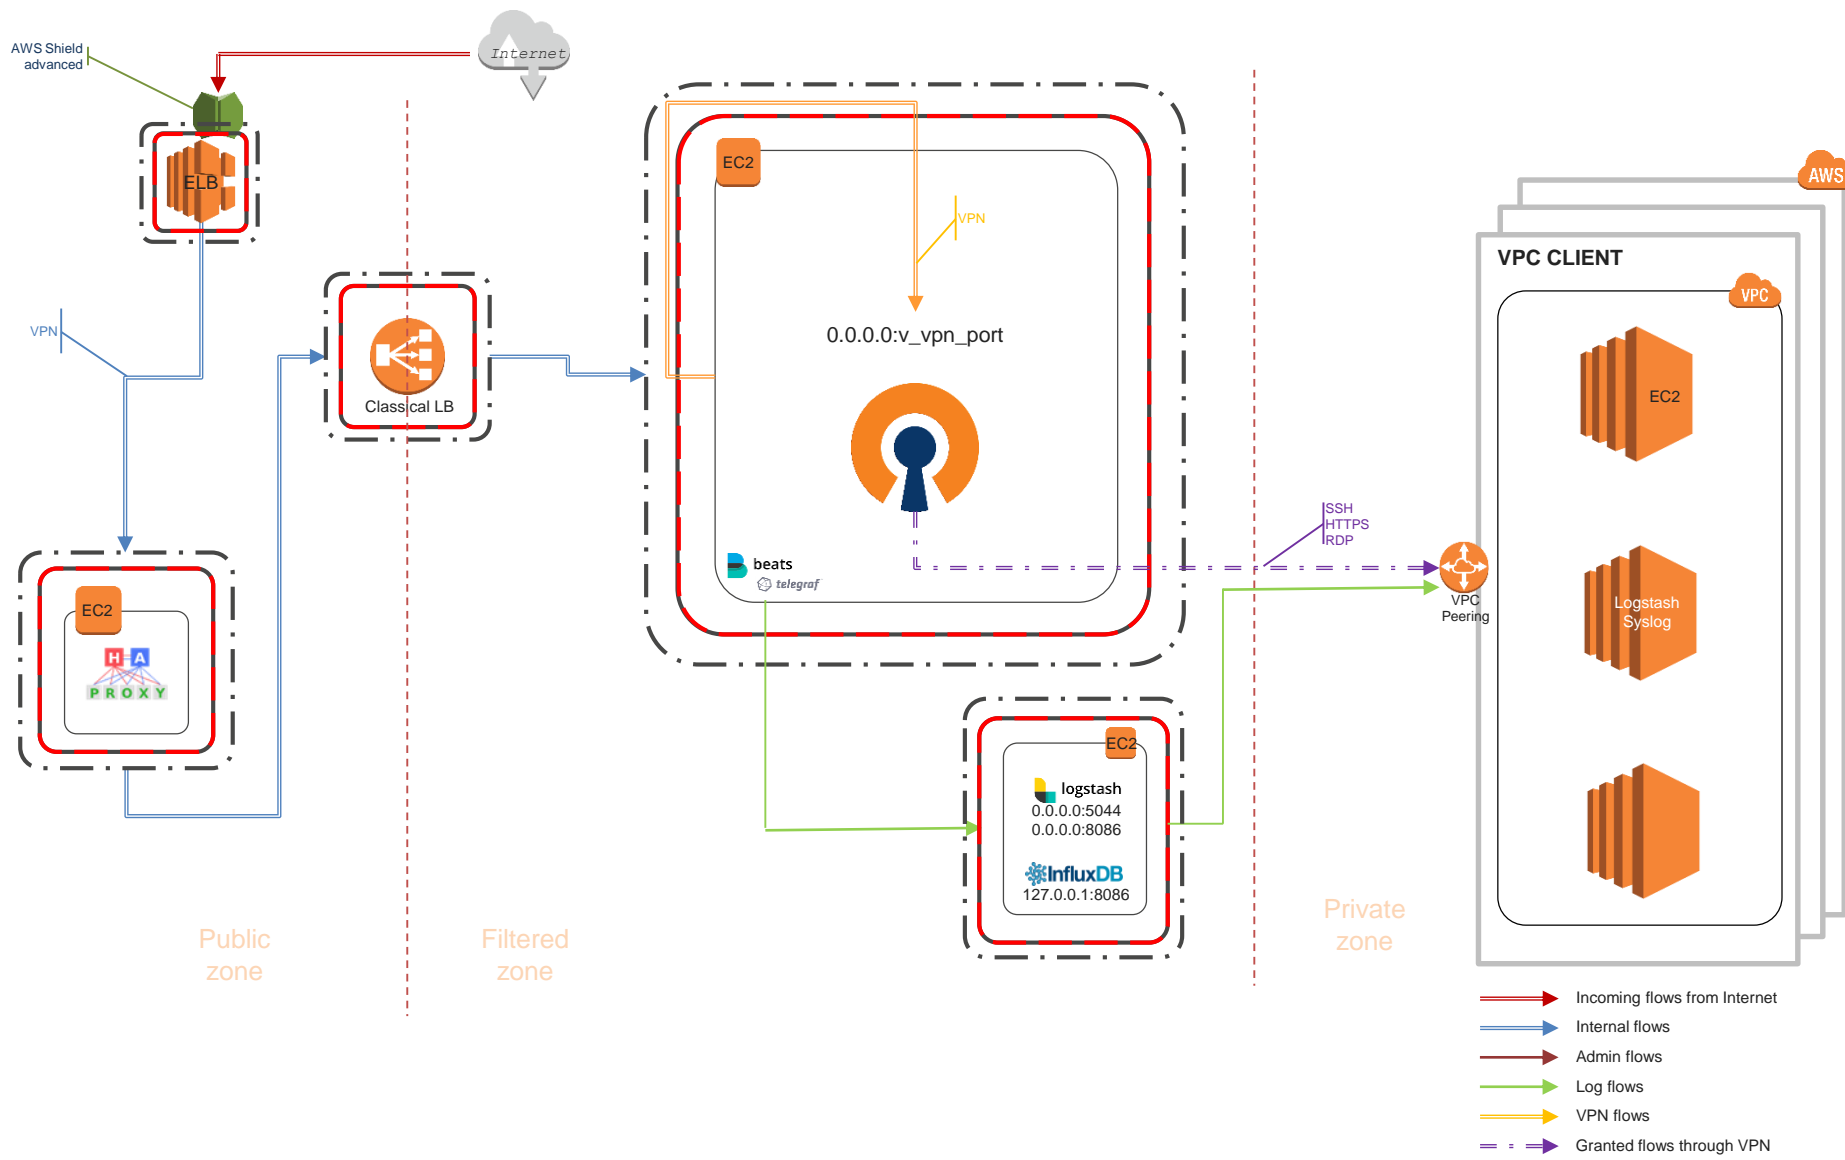 AWS Shield
advanced
Internet
ELB
VPN
Classical LB
EC2
HA
PROXY
EC2
VPN
0.0.0.0:v_vpn_port
beats
telegraf
SSH
HTTPS
RDP
VPC
Peering
EC2
logstash
0.0.0.0:5044
0.0.0.0:8086
InfluxDB
127.0.0.1:8086
AWS
VPC CLIENT
VPC
EC2
Logstash
Syslog
Public
zone
Filtered
zone
Private
zone
Incoming flows from Internet
Internal flows
Admin flows
Log flows
VPN flows
Granted flows through VPN